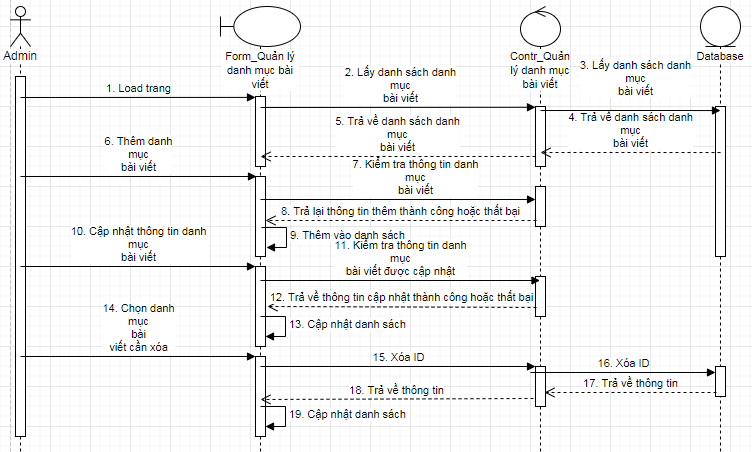 Admin
Form_Quản lý
danh mục bài
viết
Contr_Quản
lý danh mục
bài viết
Database
1. Load trang
2. Lấy danh sách danh
mục
bài viết
3. Lấy danh sách danh
mục
bài viết
4. Trả về danh sách danh
mục
bài viết
5. Trả về danh sách danh
mục
bài viết
6. Thêm danh
mục
bài viết
7. Kiểm tra thông tin danh
mục
bài viết
8. Trả lại thông tin thêm thành công hoặc thất bại
9. Thêm vào danh sách
10. Cập nhật thông tin danh
mục
bài viết
11. Kiểm tra thông tin danh
mục
bài viết được cập nhật
12. Trả về thông tin cập nhật thành công hoặc thất bại
13. Cập nhật danh sách
14. Chọn danh
mục
bài
viết cần xóa
15. Xóa ID
16. Xóa ID
17. Trả về thông tin
18. Trả về thông tin
19. Cập nhật danh sách